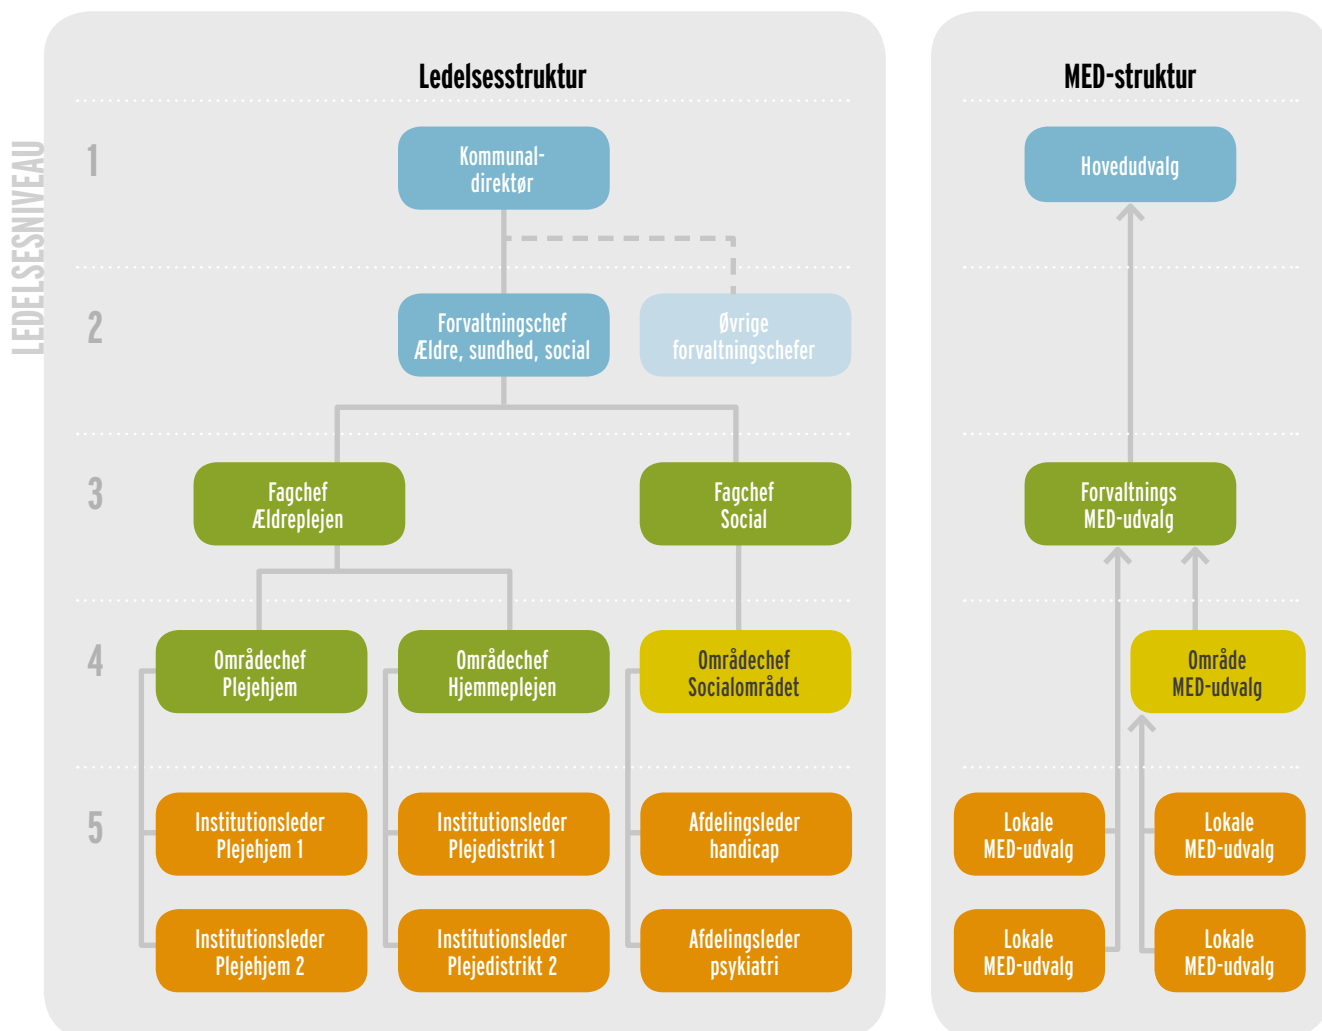 Ledelsesstruktur
MED-struktur
LEDELSESNIVEAU
1
Kommunal-
direktør
Hovedudvalg
2
Forvaltningschef
Ældre, sundhed, social
Øvrige
forvaltningschefer
3
Fagchef
Ældreplejen
Fagchef
Social
Forvaltnings
MED-udvalg
4
Områdechef
Plejehjem
Områdechef
Hjemmeplejen
Områdechef
Socialområdet
Område
MED-udvalg
5
Institutionsleder
Plejehjem 1
Institutionsleder
Plejedistrikt 1
Afdelingsleder
handicap
Lokale
MED-udvalg
Lokale
MED-udvalg
Institutionsleder
Plejehjem 2
Institutionsleder
Plejedistrikt 2
Afdelingsleder
psykiatri
Lokale
MED-udvalg
Lokale
MED-udvalg